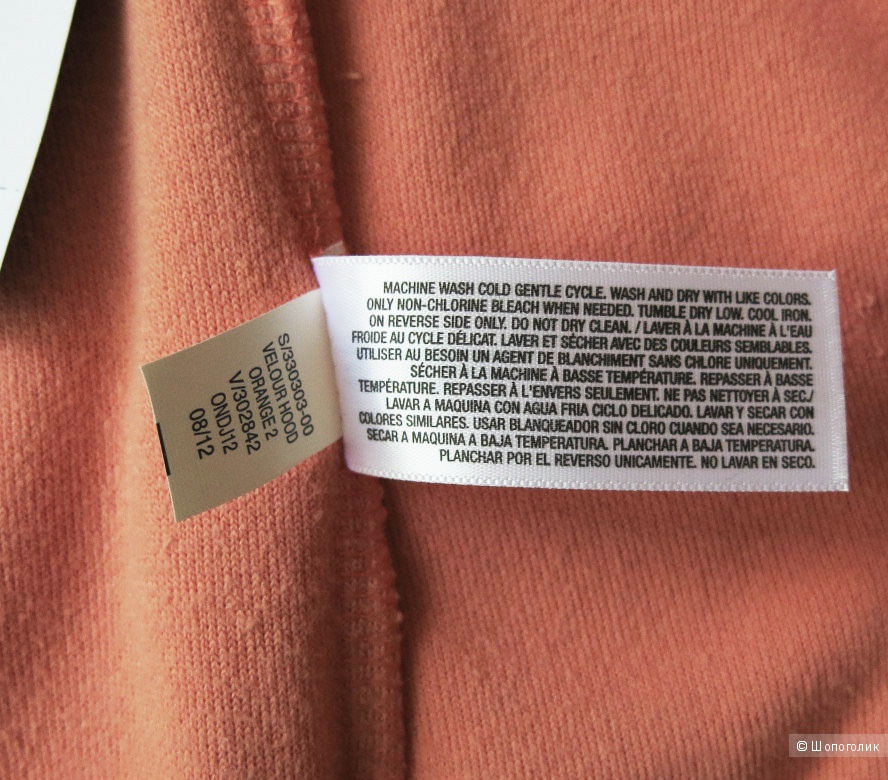 S/330303-00
VELOUR HOOD
ORANGE 2
V/302842
ONDJ12
08/12
MACHINE WASH COLD GENTLE CYCLE. WASH AND DRY WITH LIKE COLORS.
ONLY NON-CHLORINE BLEACH WHEN NEEDED. TUMBLE DRY LOW. COOL IRON.
ON REVERSE SIDE ONLY. DO NOT DRY CLEAN. / LAVER À LA MACHINE À L'EAU
FROIDE AU CYCLE DÉLICAT. LAVER ET SÉCHER AVEC DES COULEURS SEMBLABLES.
UTILISER AU BESOIN UN AGENT DE BLANCHIMENT SANS CHLORE UNIQUEMENT.
SÉCHER À LA MACHINE À BASSE TEMPÉRATURE. REPASSER À BASSE
TEMPÉRATURE. REPASSER À L'ENVERS SEULEMENT. NE PAS NETTOYER À SEC./
LAVAR A MAQUINA CON AGUA FRIA CICLO DELICADO. LAVAR Y SECAR CON
COLORES SIMILARES. USAR BLANQUEADOR SIN CLORO CUANDO SEA NECESARIO.
SECAR A MAQUINA A BAJA TEMPERATURA. PLANCHAR A BAJA TEMPERATURA.
PLANCHAR POR EL REVERSO UNICAMENTE. NO LAVAR EN SECO.
© Шопоголик